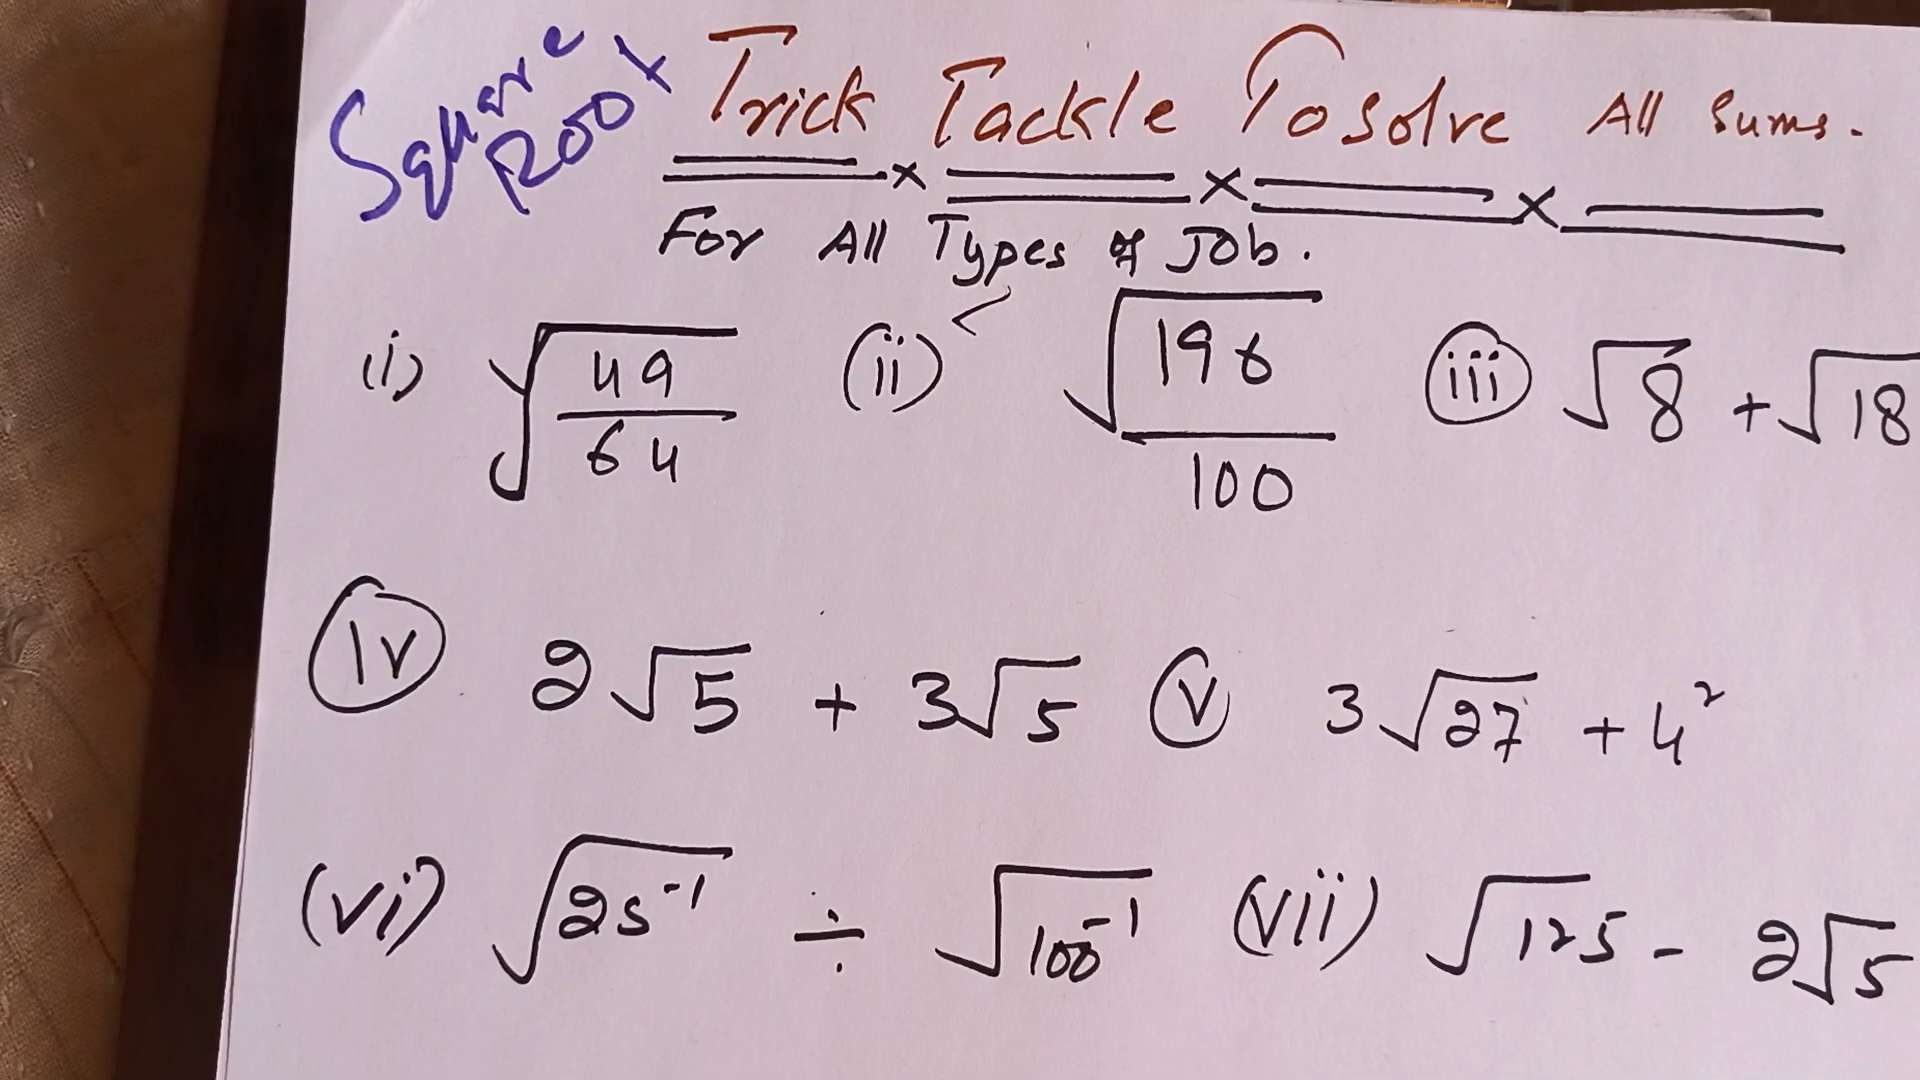 Square Root
Trick Tackle To solve All Sums.
For All Types of Job.
(i) √(49/64) (ii) √196/100 (iii) √8 + √18
(iv) 2√5 + 3√5 (v) 3√27 + 4²
(vi) √25⁻¹ ÷ √100⁻¹ (vii) √125 - 2√5